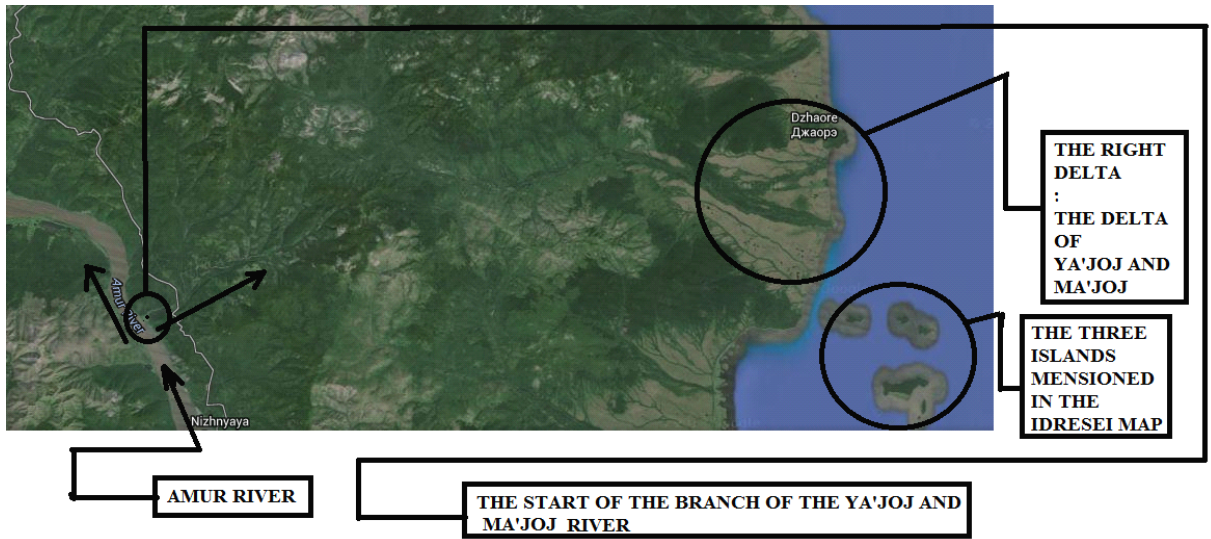 Dzhaore
Джаорэ
THE RIGHT
DELTA
:
THE DELTA
OF
YA'JOJ AND
MA'JOJ
Amur River
THE THREE
ISLANDS
MENSIONED
IN THE
IDRESEI MAP
Nizhnyaya
AMUR RIVER
THE START OF THE BRANCH OF THE YA'JOJ AND
MA'JOJ RIVER